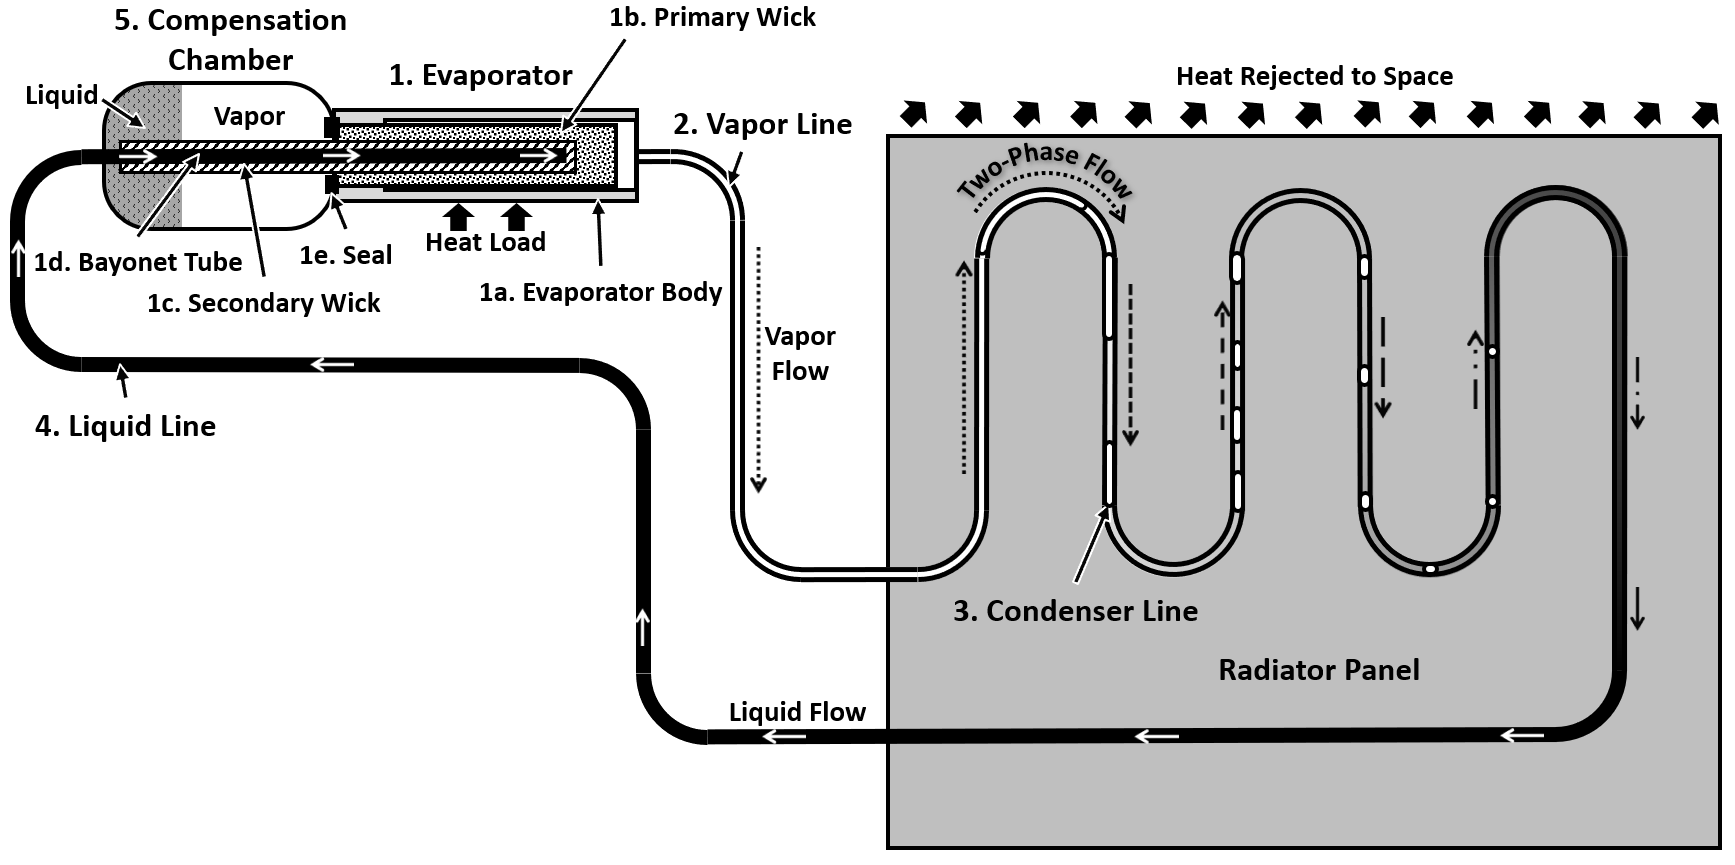 5. Compensation
Chamber
1b. Primary Wick
1. Evaporator
Liquid
Vapor
2. Vapor Line
Heat Rejected to Space
Two-Phase Flow
Heat Load
1e. Seal
1d. Bayonet Tube
1c. Secondary Wick
1a. Evaporator Body
Vapor
Flow
4. Liquid Line
3. Condenser Line
Radiator Panel
Liquid Flow